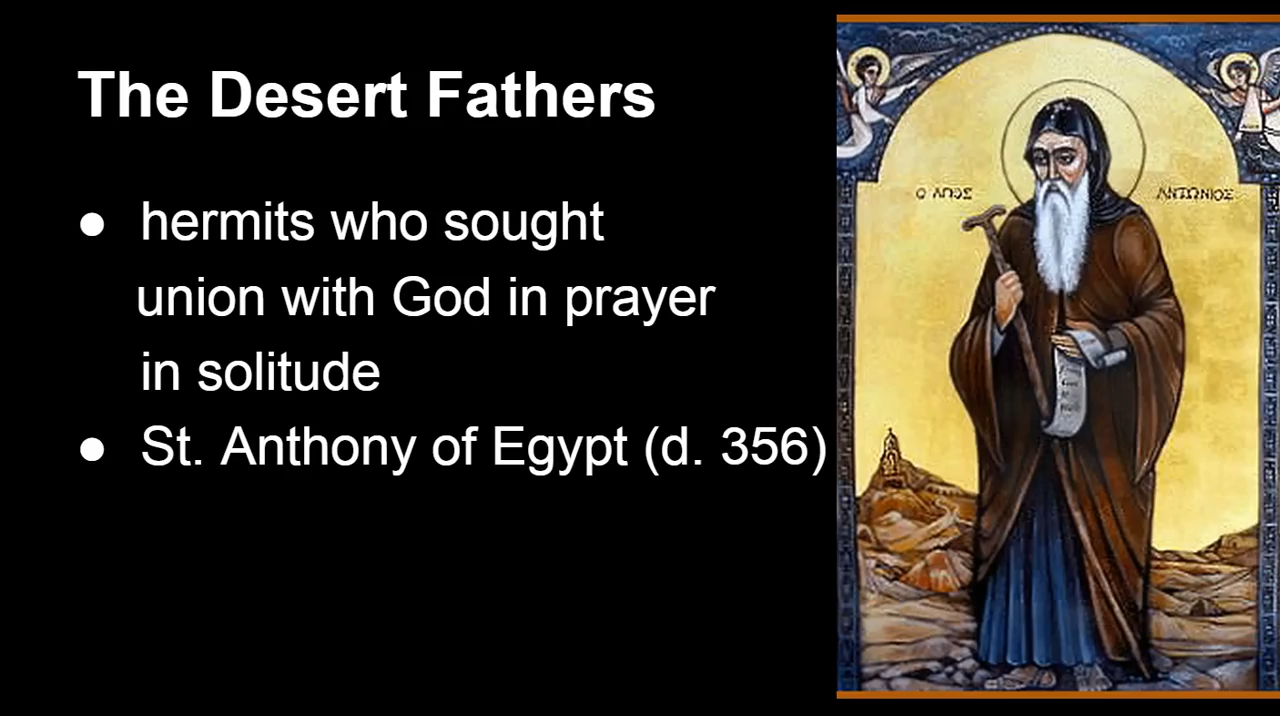 The Desert Fathers
● hermits who sought
union with God in prayer
in solitude
● St. Anthony of Egypt (d. 356)
Ο ΑΓΙΟΣ ΑΝΤΩΝΙΟΣ